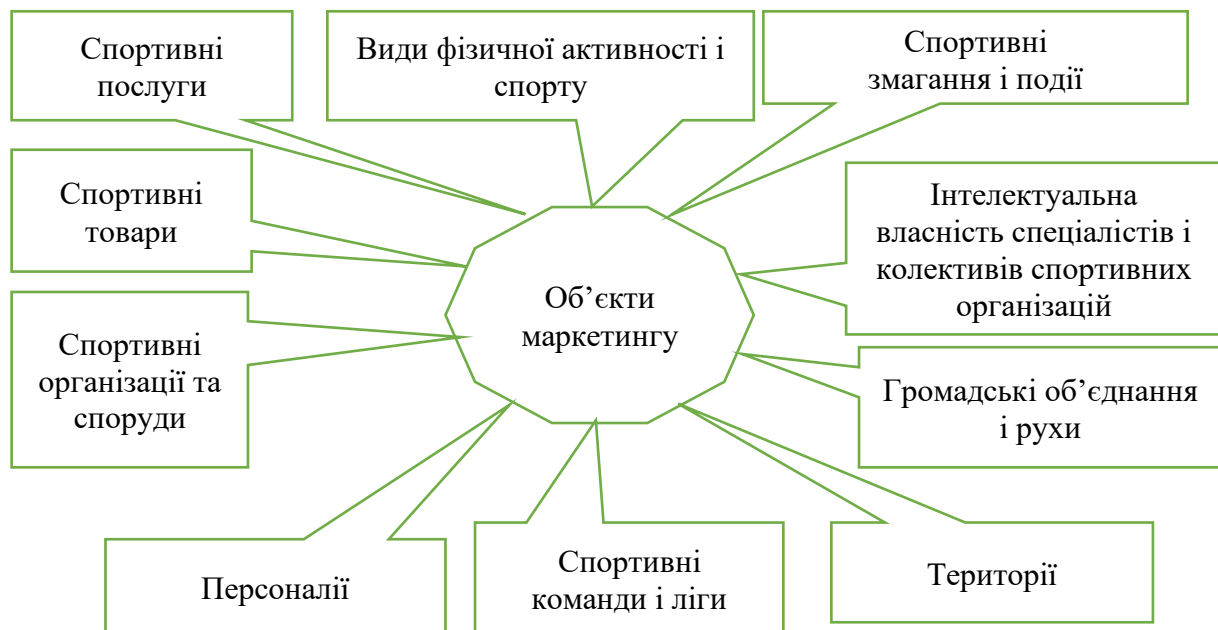 Спортивні
послуги
Види фізичної активності і
спорту
Спортивні
змагання і події
Спортивні
товари
Інтелектуальна
власність спеціалістів і
колективів спортивних
організацій
Об’єкти
маркетингу
Спортивні
організації та
споруди
Громадські об’єднання
і рухи
Персоналії
Спортивні
команди і ліги
Території